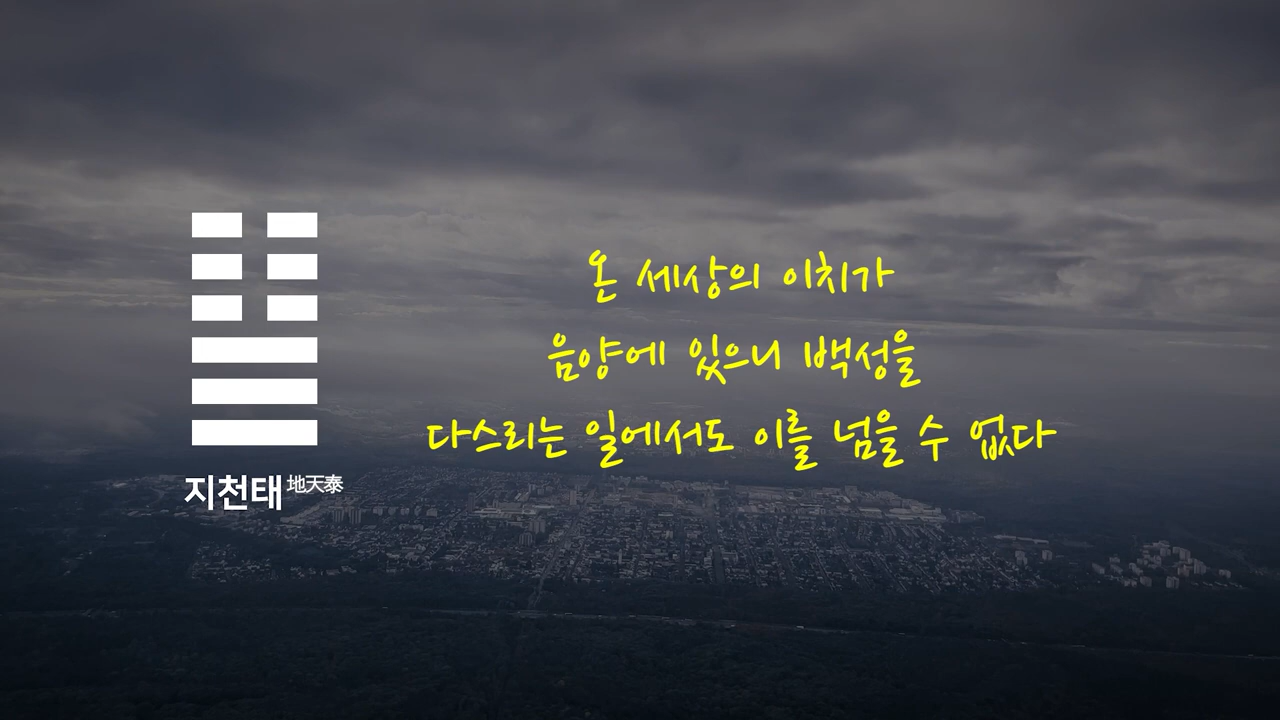 온 세상의 이치가
음양에 있으니 백성을
다스리는 일에서도 이를 넘을 수 없다
지천태地天泰